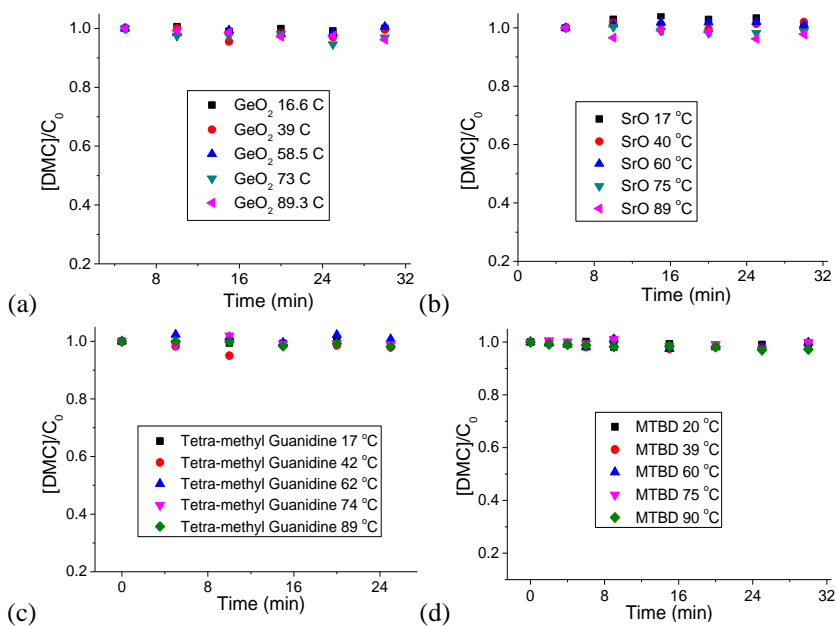 1.0
0.8
0.6
0.4
0.2
[DMC]/C₀
GeO₂ 16.6 C
GeO₂ 39 C
GeO₂ 58.5 C
GeO₂ 73 C
GeO₂ 89.3 C
0 8 16 24 32
Time (min)
(a)
1.0
0.8
0.6
0.4
0.2
[DMC]/C₀
SrO 17 °C
SrO 40 °C
SrO 60 °C
SrO 75 °C
SrO 89 °C
0 4 8 12 16 20 24 28 32
Time (min)
(b)
1.0
0.8
0.6
0.4
0.2
[DMC]/C₀
Tetra-methyl Guanidine 17 °C
Tetra-methyl Guanidine 42 °C
Tetra-methyl Guanidine 62 °C
Tetra-methyl Guanidine 74 °C
Tetra-methyl Guanidine 89 °C
0 8 16 24
Time (min)
(c)
1.0
0.8
0.6
0.4
0.2
[DMC]/C₀
MTBD 20 °C
MTBD 39 °C
MTBD 60 °C
MTBD 75 °C
MTBD 90 °C
0 8 16 24 32
Time (min)
(d)